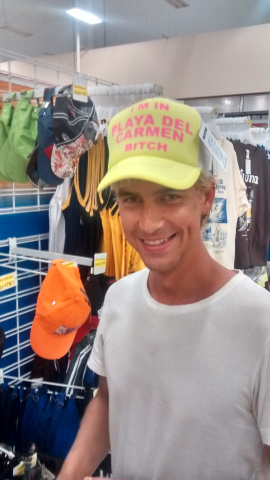 I'M IN
PLAYA DEL
CARMEN
BITCH